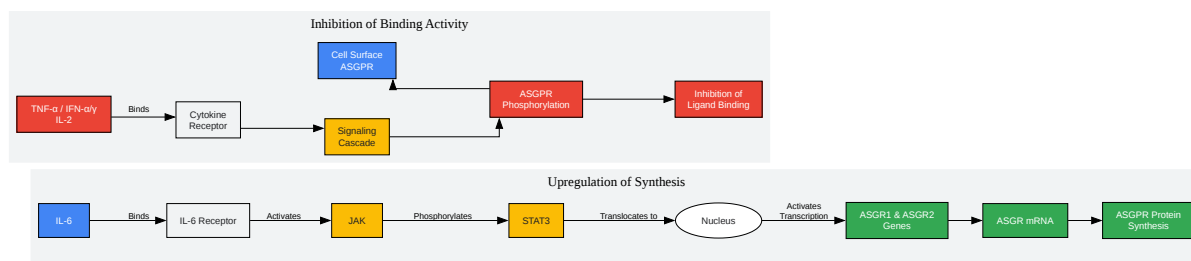 Inhibition of Binding Activity
Cell Surface
ASGPR
TNF-α / IFN-α/γ
IL-2
Binds
Cytokine
Receptor
Signaling
Cascade
ASGPR
Phosphorylation
Inhibition of
Ligand Binding
Upregulation of Synthesis
IL-6
Binds
IL-6 Receptor
Activates
JAK
Phosphorylates
STAT3
Translocates to
Nucleus
Activates
Transcription
ASGR1 & ASGR2
Genes
ASGR mRNA
ASGPR Protein
Synthesis